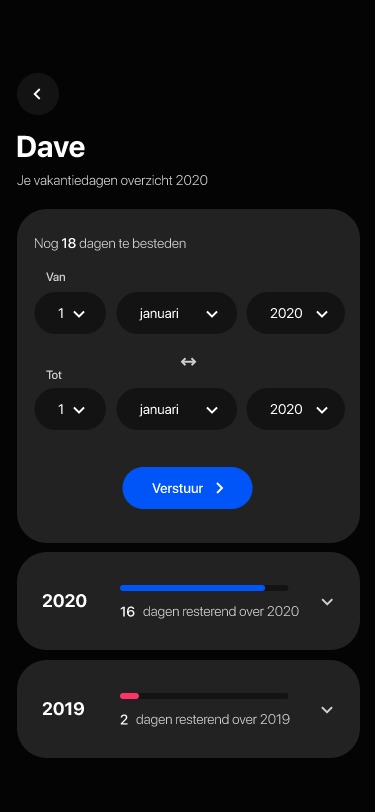 Dave
Je vakantiedagen overzicht 2020
Nog 18 dagen te besteden
Van
1 januari 2020
Tot
1 januari 2020
Verstuur
2020
16 dagen resterend over 2020
2019
2 dagen resterend over 2019